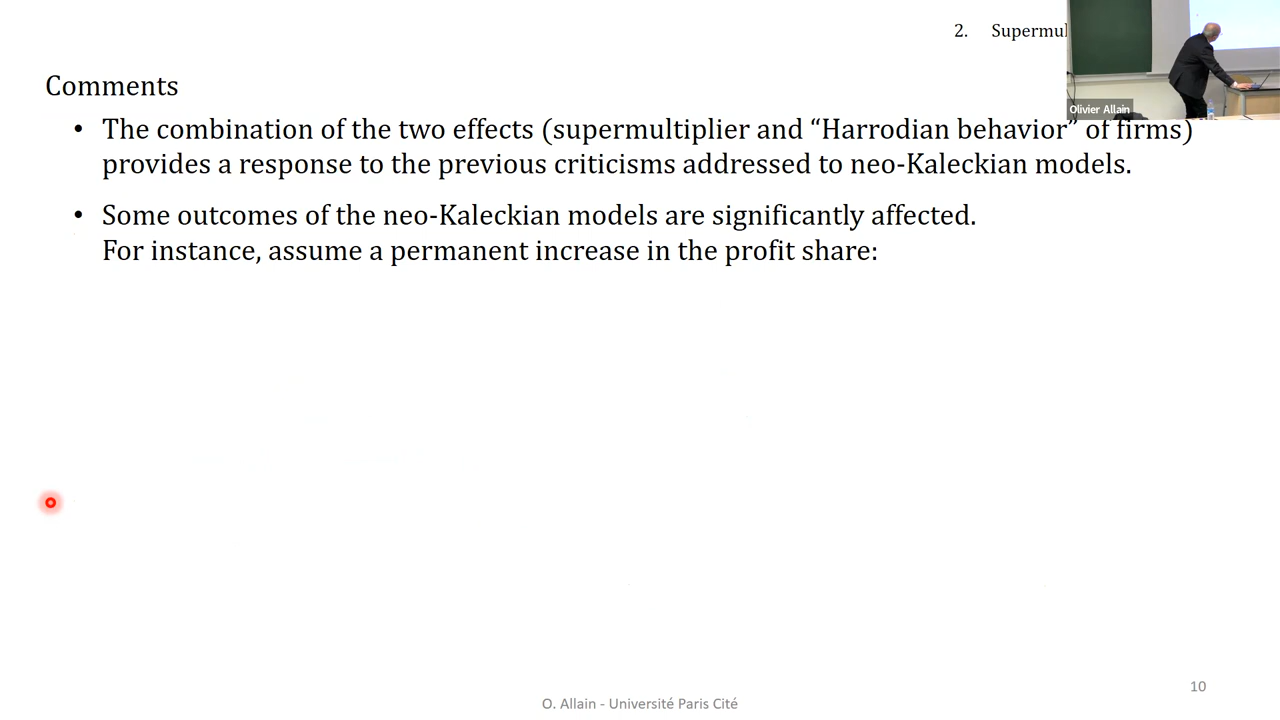 2. Supermul
Olivier Allain
Comments
• The combination of the two effects (supermultiplier and “Harrodian behavior” of firms)
provides a response to the previous criticisms addressed to neo-Kaleckian models.
• Some outcomes of the neo-Kaleckian models are significantly affected.
For instance, assume a permanent increase in the profit share:
O. Allain - Université Paris Cité
10